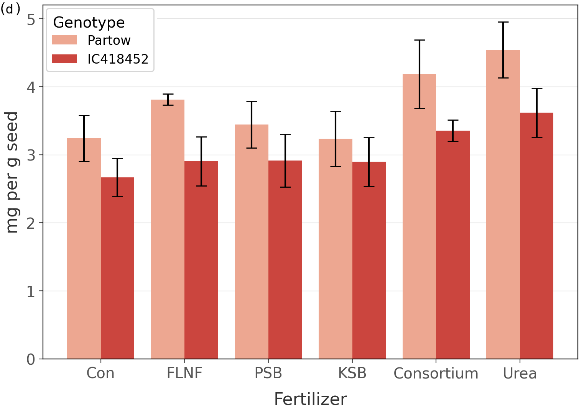 (d)
Genotype
Partow
IC418452
mg per g seed
5
4
3
2
1
0
Con FLNF PSB KSB Consortium Urea
Fertilizer